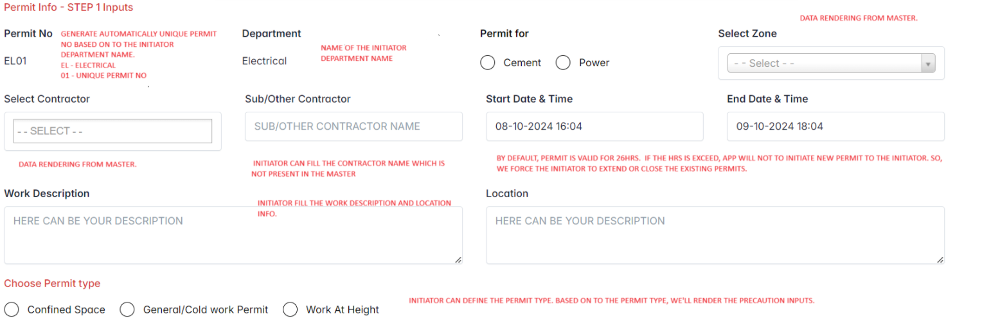 Permit Info - STEP 1 Inputs
DATA RENDERING FROM MASTER.
Permit No
GENERATE AUTOMATICALLY UNIQUE PERMIT
NO BASED ON TO THE INITIATOR
DEPARTMENT NAME.
EL - ELECTRICAL
01 - UNIQUE PERMIT NO
EL01
Department
NAME OF THE INITIATOR
DEPARTMENT NAME
Electrical
Permit for
Cement
Power
Select Zone
- - Select - -
Select Contractor
- - SELECT - -
DATA RENDERING FROM MASTER.
Sub/Other Contractor
SUB/OTHER CONTRACTOR NAME
INITIATOR CAN FILL THE CONTRACTOR NAME WHICH IS
NOT PRESENT IN THE MASTER
Start Date & Time
08-10-2024 16:04
End Date & Time
09-10-2024 18:04
BY DEFAULT, PERMIT IS VALID FOR 26HRS.  IF THE HRS IS EXCEED, APP WILL NOT TO INITIATE NEW PERMIT TO THE INITIATOR. SO,
WE FORCE THE INITIATOR TO EXTEND OR CLOSE THE EXISTING PERMITS.
Work Description
INITIATOR FILL THE WORK DESCRIPTION AND LOCATION
INFO.
HERE CAN BE YOUR DESCRIPTION
Location
HERE CAN BE YOUR DESCRIPTION
Choose Permit type
Confined Space
General/Cold work Permit
Work At Height
INITIATOR CAN DEFINE THE PERMIT TYPE. BASED ON TO THE PERMIT TYPE, WE'LL RENDER THE PRECAUTION INPUTS.